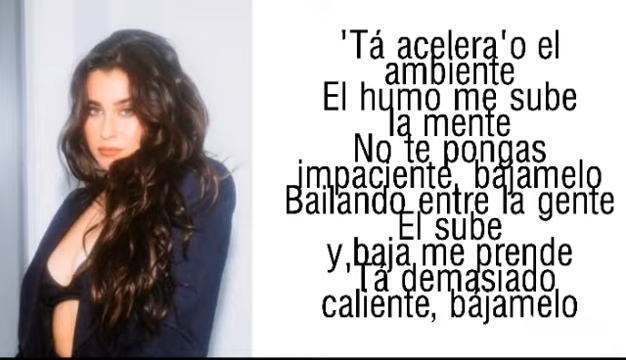 'Tá acelera'o el
ambiente
El humo me sube
la mente
No te pongas
impaciente, bájamelo
Bailando entre la gente
El sube
y baja me prende
'Tá demasiado
caliente, bájamelo